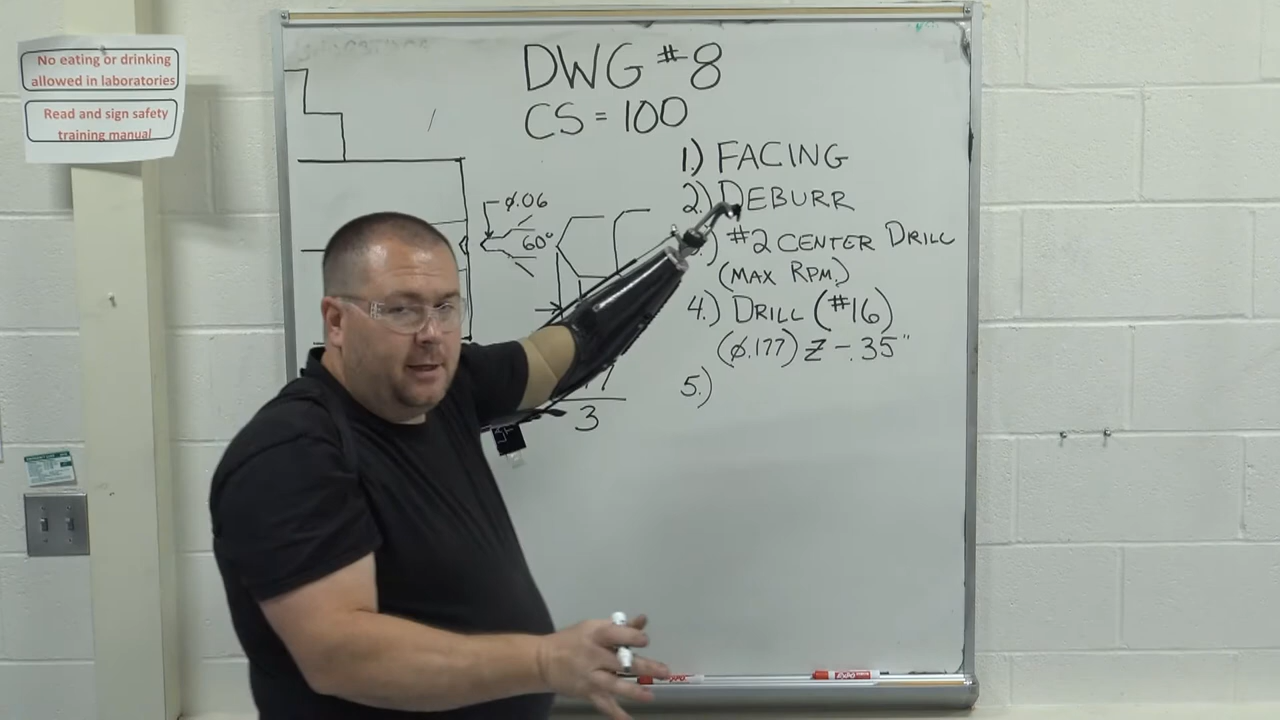 No eating or drinking
allowed in laboratories
Read and sign safety
training manual
DWG #8
CS = 100
1.) FACING
2.) DEBURR
#2 CENTER DRILL
(MAX RPM.)
4.) DRILL (#16)
(ø.177) Z -.35"
5.)
ø.06
60°
3
EXPO